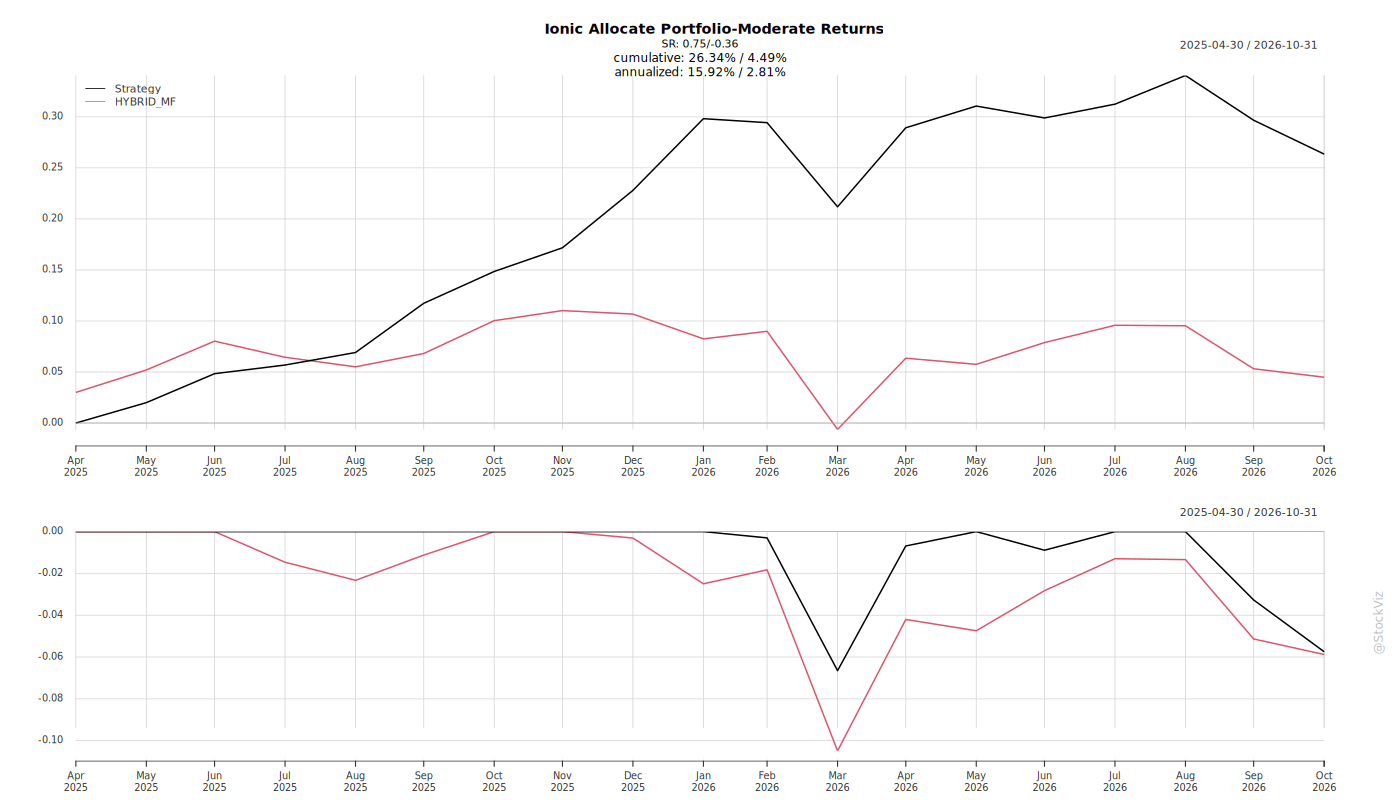 Ionic Allocate Portfolio-Moderate Returns
SR: 0.75/-0.36
cumulative: 26.34% / 4.49%
annualized: 15.92% / 2.81%
2025-04-30 / 2026-10-31
Strategy
HYBRID_MF
0.30
0.25
0.20
0.15
0.10
0.05
0.00
Apr May Jun Jul Aug Sep Oct Nov Dec Jan Feb Mar Apr May Jun Jul Aug Sep Oct
2025 2025 2025 2025 2025 2025 2025 2025 2025 2026 2026 2026 2026 2026 2026 2026 2026 2026 2026
2025-04-30 / 2026-10-31
0.00
-0.02
-0.04
-0.06
-0.08
-0.10
Apr May Jun Jul Aug Sep Oct Nov Dec Jan Feb Mar Apr May Jun Jul Aug Sep Oct
2025 2025 2025 2025 2025 2025 2025 2025 2025 2026 2026 2026 2026 2026 2026 2026 2026 2026 2026
@StockViz